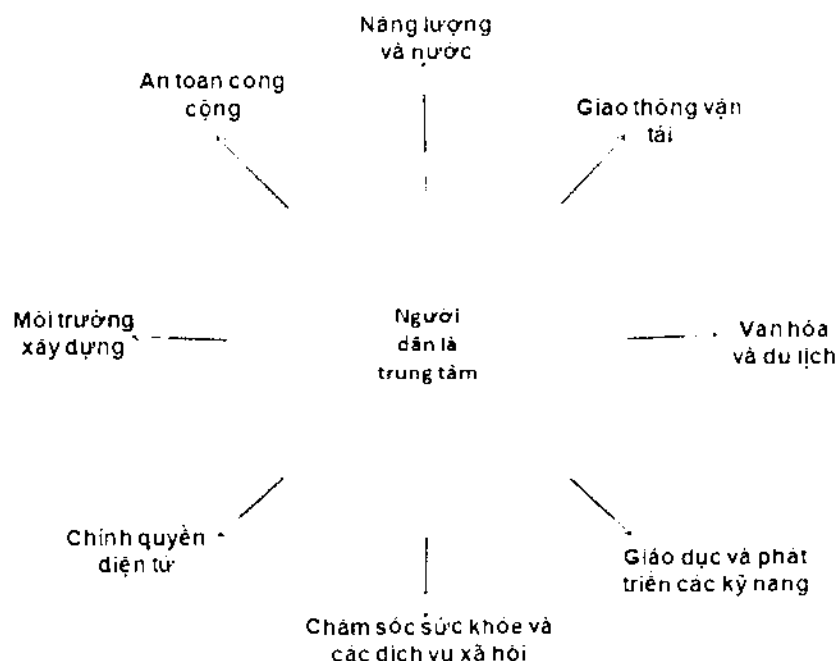 Năng lượng
và nước
An toan cong
cộng
Giao thông vận
tải
Môi trường
xây dựng
Người
dân là
trung tâm
Van hóa
và du lịch
Chính quyền
điện tử
Giáo dục và phát
triển các kỹ nang
Chăm sóc sức khỏe và
các dịch vụ xã hội